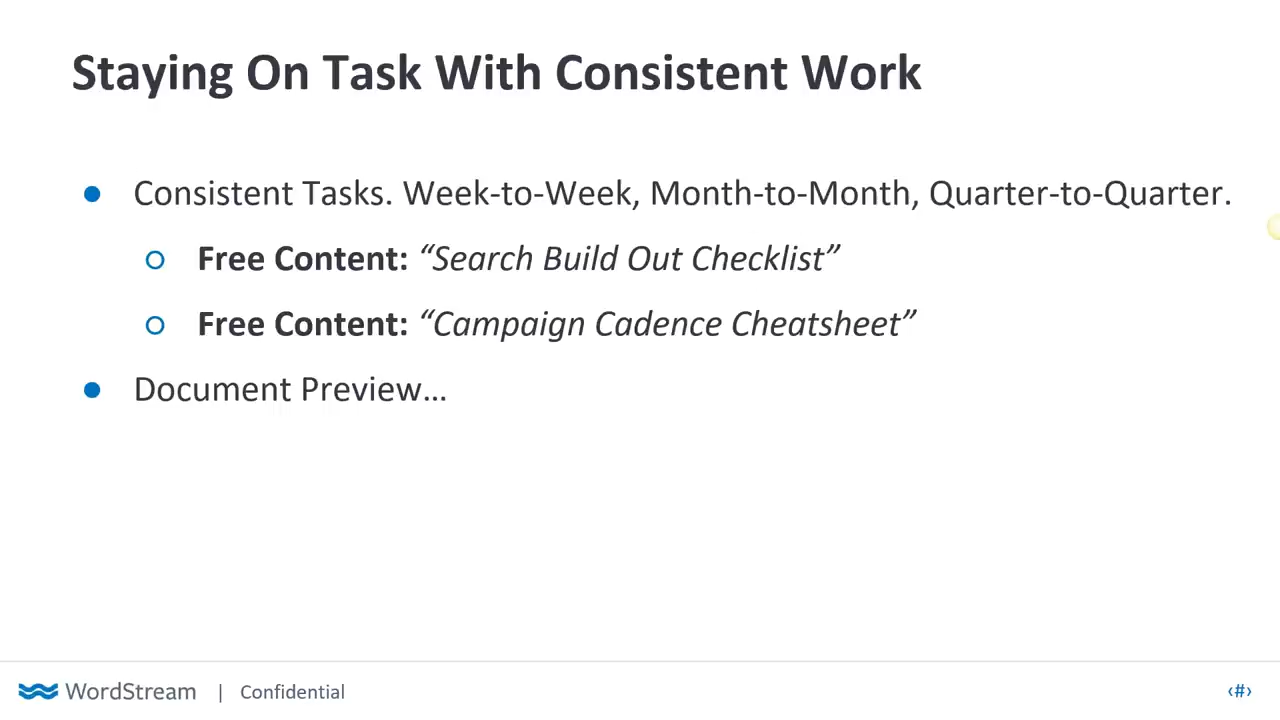 Staying On Task With Consistent Work
● Consistent Tasks. Week-to-Week, Month-to-Month, Quarter-to-Quarter.
○ Free Content: “Search Build Out Checklist”
○ Free Content: “Campaign Cadence Cheatsheet”
● Document Preview…
WordStream | Confidential ‹#›